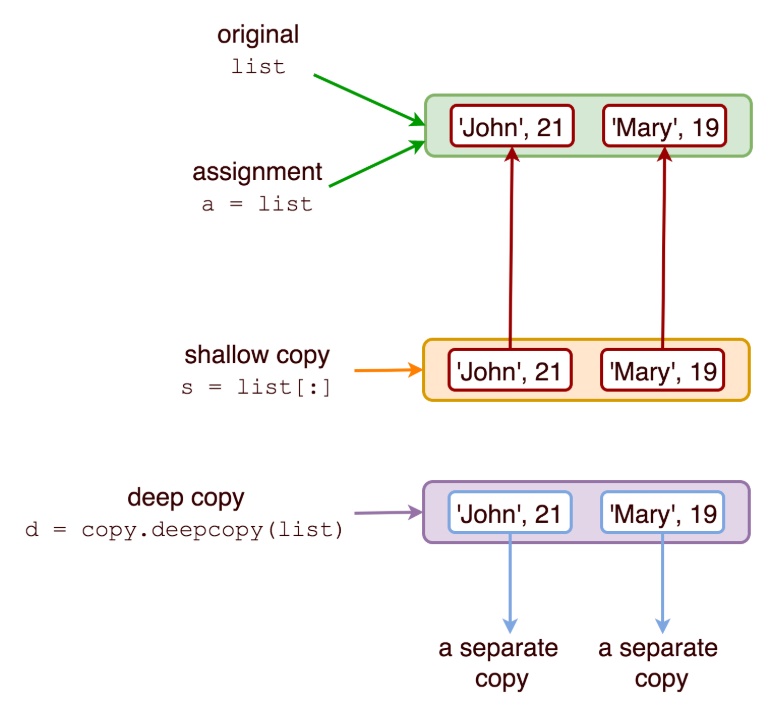 original
list
'John', 21 'Mary', 19
assignment
a = list
shallow copy
s = list[:]
'John', 21 'Mary', 19
deep copy
d = copy.deepcopy(list)
'John', 21 'Mary', 19
a separate
copy
a separate
copy